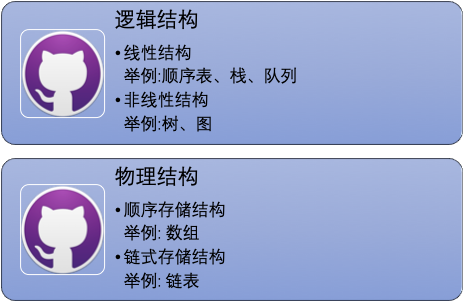 逻辑结构
•线性结构
举例:顺序表、栈、队列
•非线性结构
举例:树、图
物理结构
•顺序存储结构
举例: 数组
•链式存储结构
举例: 链表